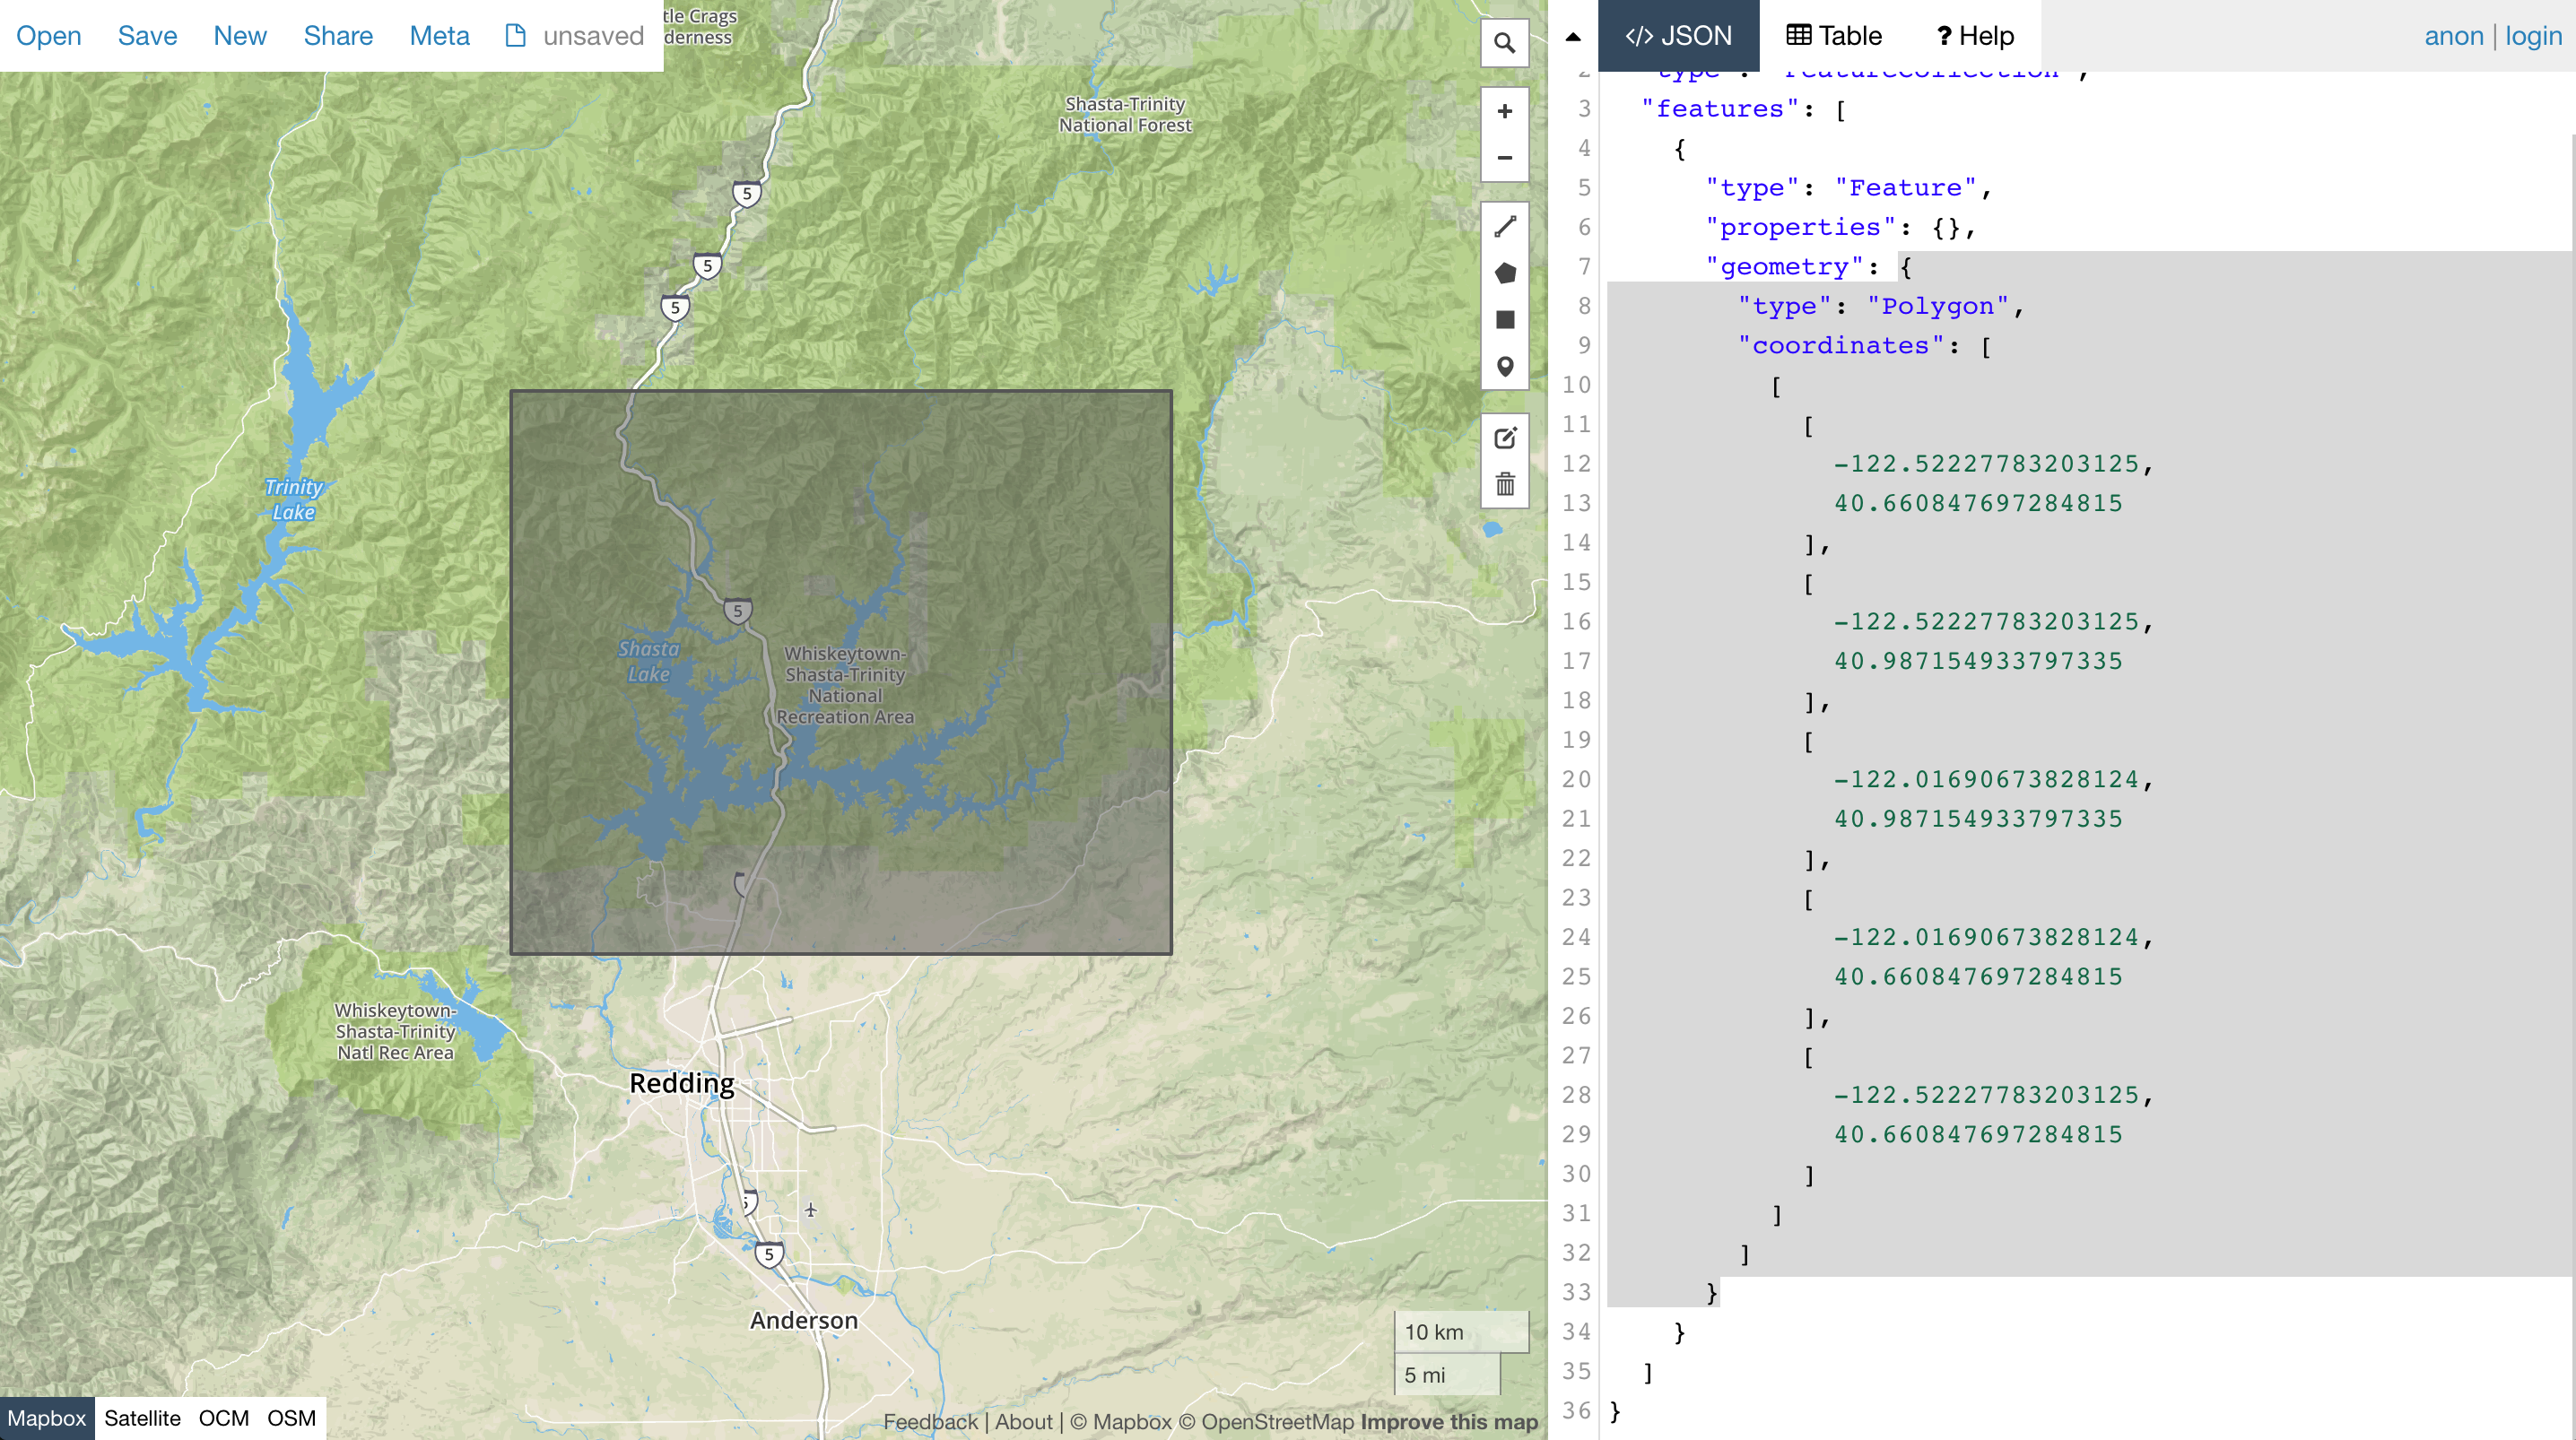 Open Save New Share Meta unsaved
tle Crags
derness
Shasta-Trinity
National Forest
5
5
5
Trinity
Lake
5
Shasta
Lake
Whiskeytown-
Shasta-Trinity
National
Recreation Area
Whiskeytown-
Shasta-Trinity
Natl Rec Area
Redding
5
5
Anderson
10 km
5 mi
Mapbox Satellite OCM OSM
Feedback | About | © Mapbox © OpenStreetMap Improve this map
</> JSON Table ? Help anon | login
2 "type": "FeatureCollection",
3 "features": [
4 {
5 "type": "Feature",
6 "properties": {},
7 "geometry": {
8 "type": "Polygon",
9 "coordinates": [
10 [
11 [
12 -122.52227783203125,
13 40.660847697284815
14 ],
15 [
16 -122.52227783203125,
17 40.987154933797335
18 ],
19 [
20 -122.01690673828124,
21 40.987154933797335
22 ],
23 [
24 -122.01690673828124,
25 40.660847697284815
26 ],
27 [
28 -122.52227783203125,
29 40.660847697284815
30 ]
31 ]
32 ]
33 }
34 }
35 ]
36 }